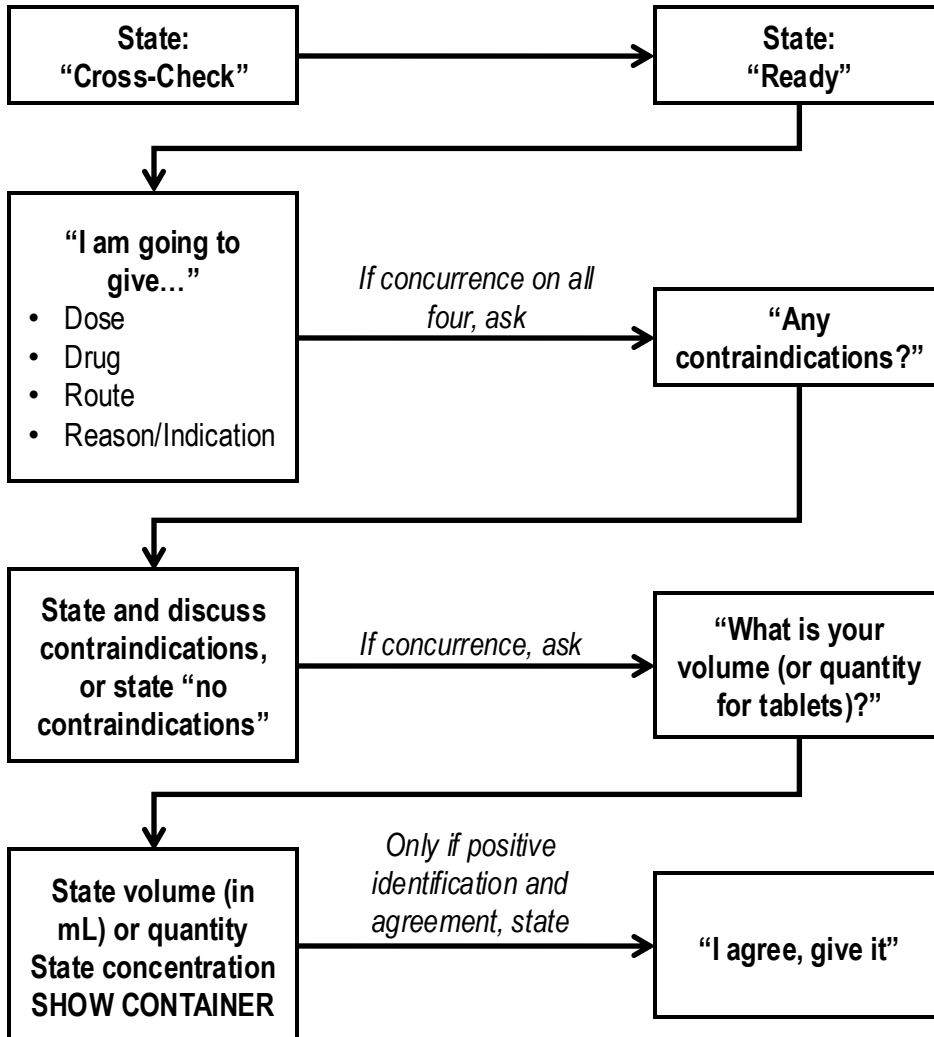 State:
“Cross-Check”
State:
“Ready”
“I am going to
give…”
• Dose
• Drug
• Route
• Reason/Indication
If concurrence on all
four, ask
“Any
contraindications?”
State and discuss
contraindications,
or state “no
contraindications”
If concurrence, ask
“What is your
volume (or quantity
for tablets)?”
State volume (in
mL) or quantity
State concentration
SHOW CONTAINER
Only if positive
identification and
agreement, state
“I agree, give it”